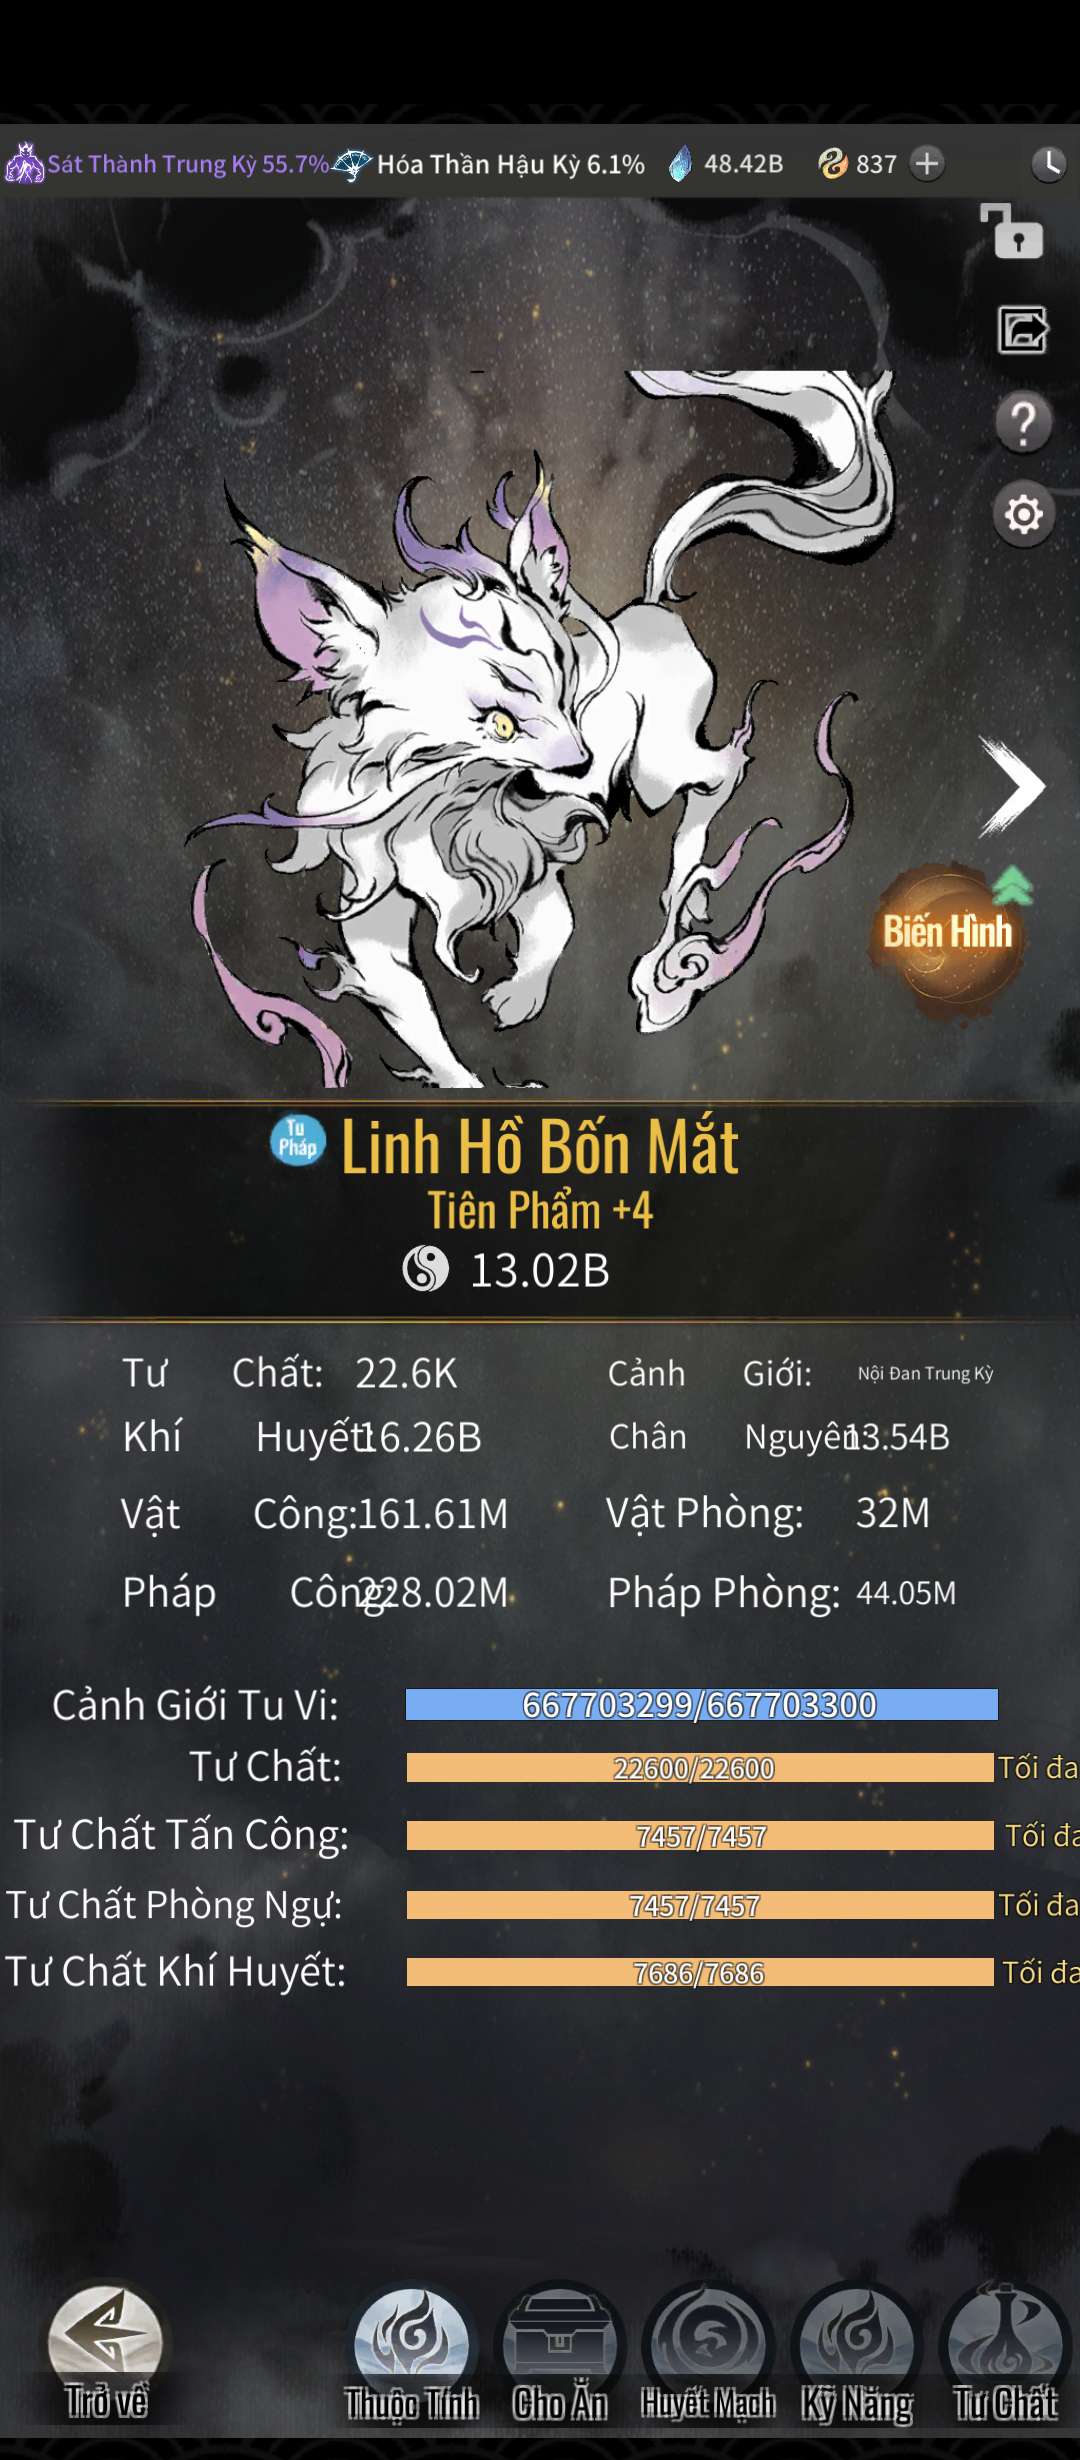 Sát Thành Trung Kỳ 55.7% Hóa Thần Hậu Kỳ 6.1% 48.42B 837
Biến Hình
Tu Pháp
Linh Hồ Bốn Mắt
Tiên Phẩm +4
13.02B
Tư Chất: 22.6K Cảnh Giới: Nội Đan Trung Kỳ
Khí Huyết: 16.26B Chân Nguyên: 13.54B
Vật Công: 161.61M Vật Phòng: 32M
Pháp Công: 228.02M Pháp Phòng: 44.05M
Cảnh Giới Tu Vi: 667703299/667703300
Tư Chất: 22600/22600 Tối đa
Tư Chất Tấn Công: 7457/7457 Tối đa
Tư Chất Phòng Ngự: 7457/7457 Tối đa
Tư Chất Khí Huyết: 7686/7686 Tối đa
Trở về Thuộc Tính Cho Ăn Huyết Mạch Kỹ Năng Tư Chất